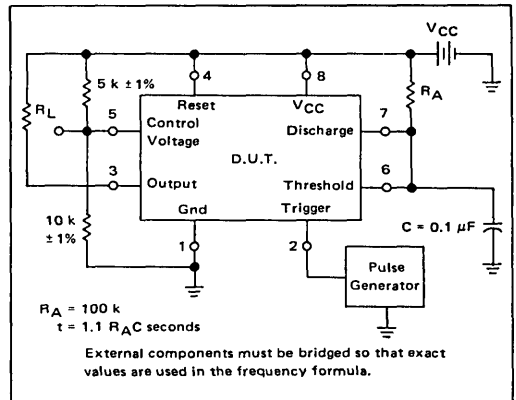 VCC
5 k ± 1%
4
8
Reset
VCC
RA
RL
5
Control
Voltage
7
Discharge
D.U.T.
3
Output
6
Threshold
10 k
± 1%
Gnd
Trigger
C = 0.1 µF
1
2
Pulse
Generator
RA = 100 k
t = 1.1 RAC seconds
External components must be bridged so that exact
values are used in the frequency formula.